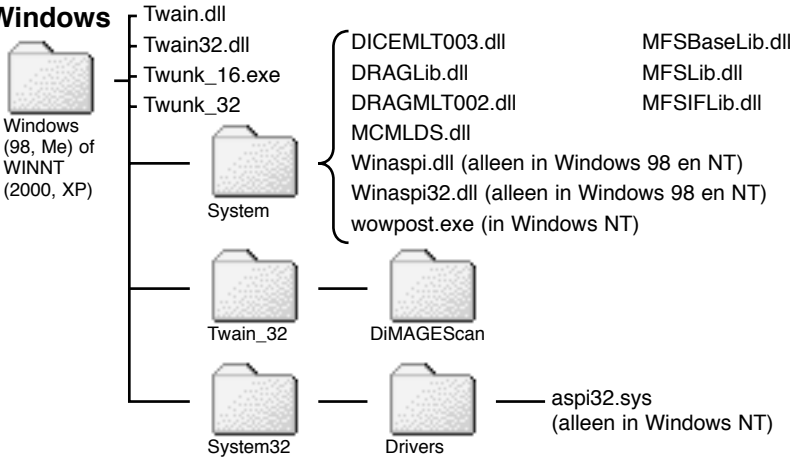 Windows
Windows
(98, Me) of
WINNT
(2000, XP)
Twain.dll
Twain32.dll
Twunk_16.exe
Twunk_32
System
DICEMLT003.dll
DRAGLib.dll
DRAGMLT002.dll
MCMLDS.dll
Winaspi.dll (alleen in Windows 98 en NT)
Winaspi32.dll (alleen in Windows 98 en NT)
wowpost.exe (in Windows NT)
MFSBaseLib.dll
MFSLib.dll
MFSIFLib.dll
Twain_32
DiMAGEScan
System32
Drivers
aspi32.sys
(alleen in Windows NT)